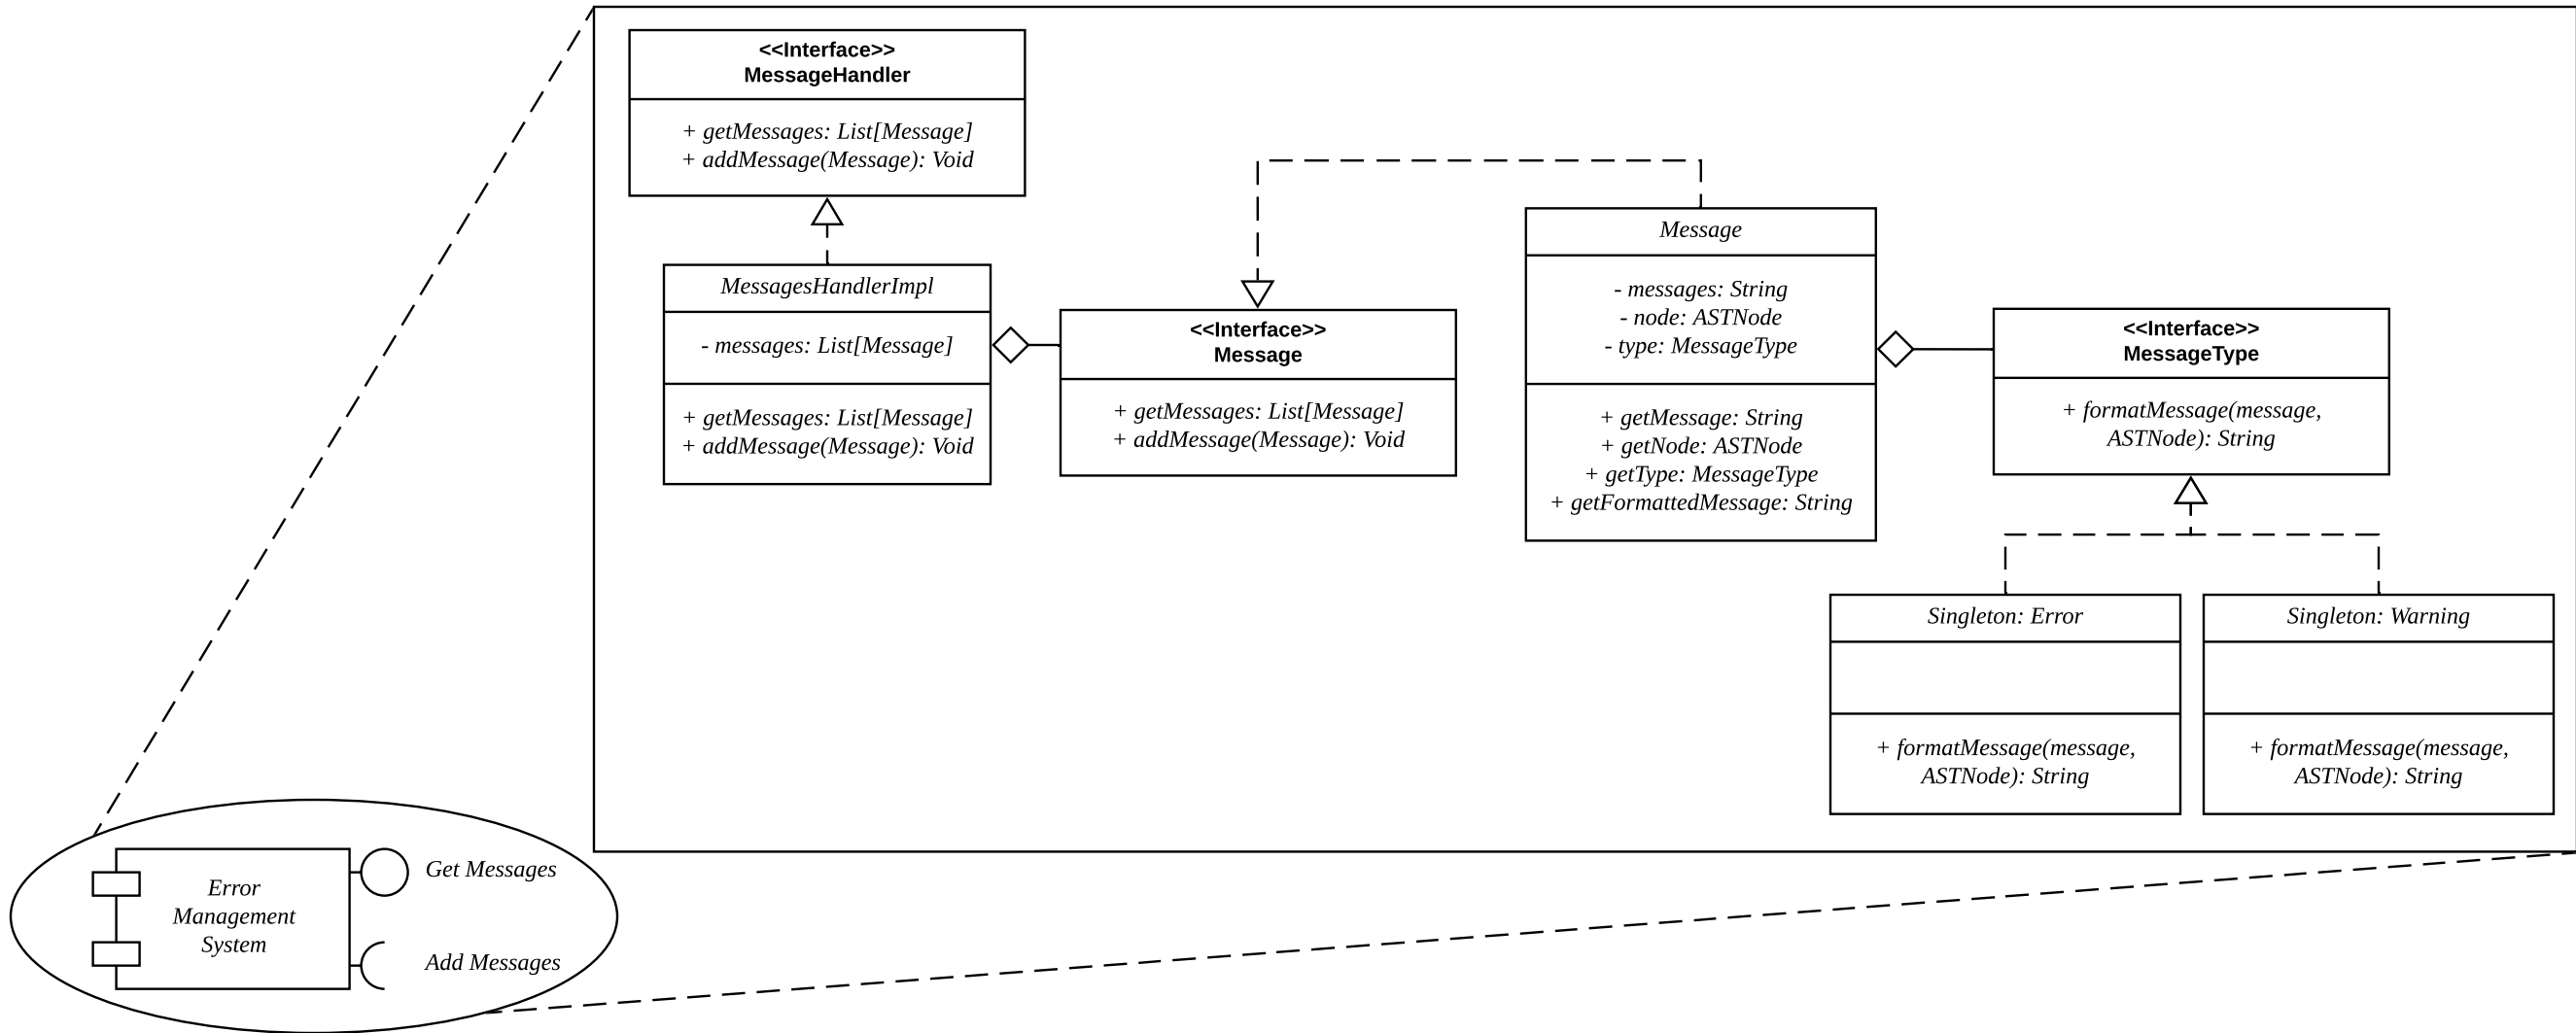 <<Interface>>
MessageHandler
+ getMessages: List[Message]
+ addMessage(Message): Void
MessagesHandlerImpl
- messages: List[Message]
+ getMessages: List[Message]
+ addMessage(Message): Void
<<Interface>>
Message
+ getMessages: List[Message]
+ addMessage(Message): Void
Message
- messages: String
- node: ASTNode
- type: MessageType
+ getMessage: String
+ getNode: ASTNode
+ getType: MessageType
+ getFormattedMessage: String
<<Interface>>
MessageType
+ formatMessage(message,
ASTNode): String
Singleton: Error
+ formatMessage(message,
ASTNode): String
Singleton: Warning
+ formatMessage(message,
ASTNode): String
Error
Management
System
Get Messages
Add Messages